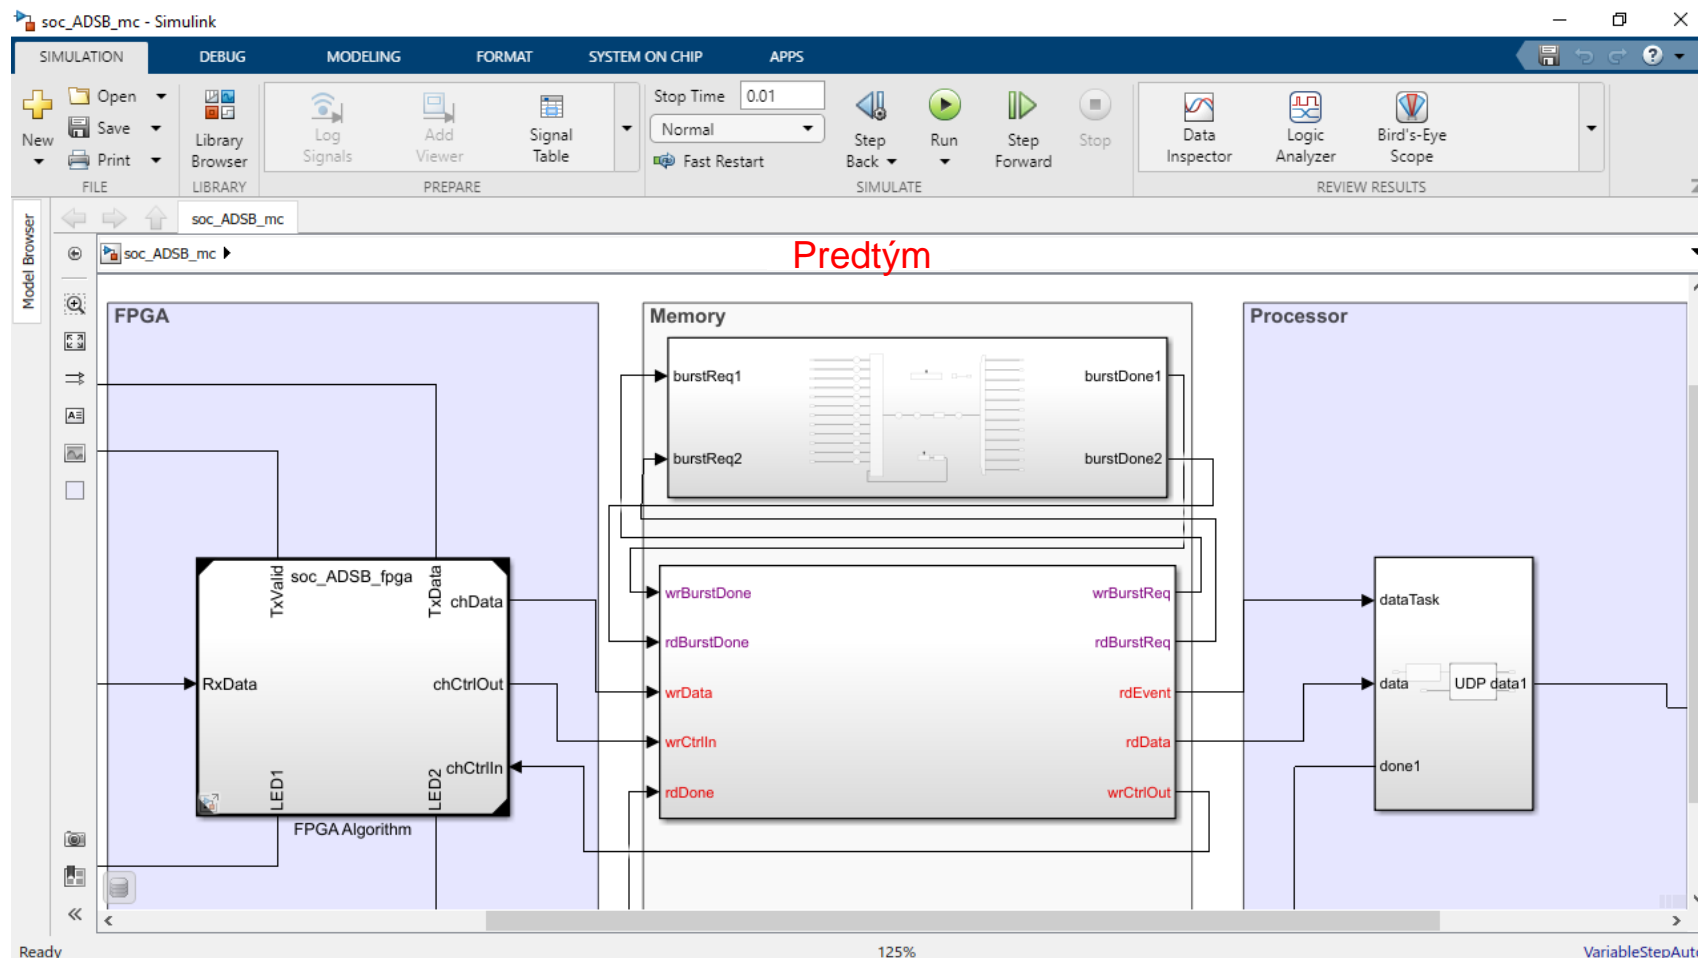 soc_ADSB_mc - Simulink
SIMULATION DEBUG MODELING FORMAT SYSTEM ON CHIP APPS
New
Open
Save
Print
FILE
Library Browser
LIBRARY
Log Signals
Add Viewer
Signal Table
PREPARE
Stop Time 0.01
Normal
Fast Restart
Step Back
Run
Step Forward
Stop
SIMULATE
Data Inspector
Logic Analyzer
Bird's-Eye Scope
REVIEW RESULTS
Model Browser
soc_ADSB_mc
soc_ADSB_mc
Predtým
FPGA
TxValid
soc_ADSB_fpga
TxData
chData
RxData
chCtrlOut
chCtrlIn
LED1
LED2
FPGA Algorithm
Memory
burstReq1
burstDone1
burstReq2
burstDone2
wrBurstDone
wrBurstReq
rdBurstDone
rdBurstReq
wrData
rdEvent
wrCtrlIn
rdData
rdDone
wrCtrlOut
Processor
dataTask
data
UDP data1
done1
Ready
125%
VariableStepAuto